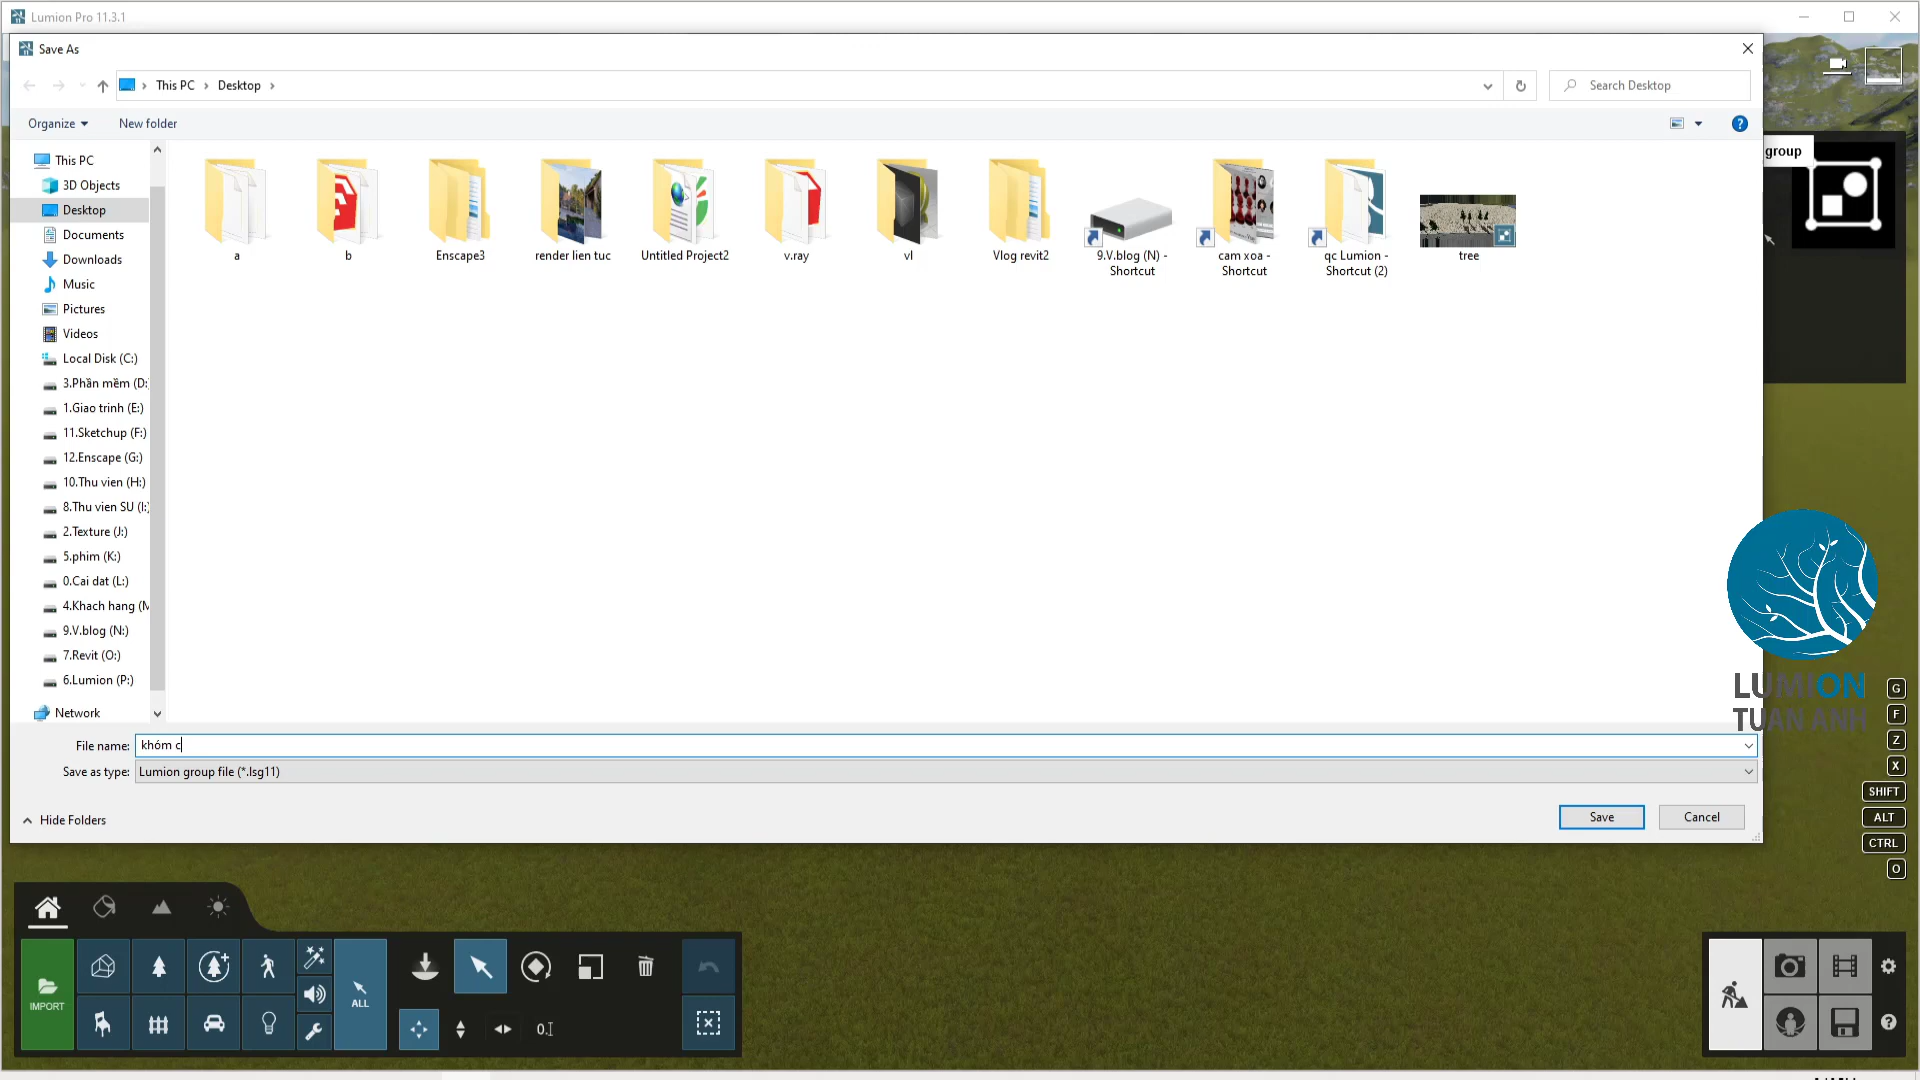 Lumion Pro 11.3.1
Save As
This PC
Desktop
Search Desktop
Organize
New folder
group
This PC
3D Objects
Desktop
Documents
Downloads
Music
Pictures
Videos
Local Disk (C:)
3.Phần mềm (D:
1.Giao trinh (E:)
11.Sketchup (F:)
12.Enscape (G:)
10.Thu vien (H:)
8.Thu vien SU (I:)
2.Texture (J:)
5.phim (K:)
0.Cai dat (L:)
4.Khach hang (M
9.V.blog (N:)
7.Revit (O:)
6.Lumion (P:)
Network
a
b
Enscape3
render lien tuc
Untitled Project2
v.ray
vl
Vlog revit2
9.V.blog (N) -
Shortcut
cam xoa -
Shortcut
qc Lumion -
Shortcut (2)
tree
LUMION
TUAN ANH
G
F
Z
X
SHIFT
ALT
CTRL
O
File name:
khóm c
Save as type:
Lumion group file (*.lsg11)
Hide Folders
Save
Cancel
IMPORT
ALL